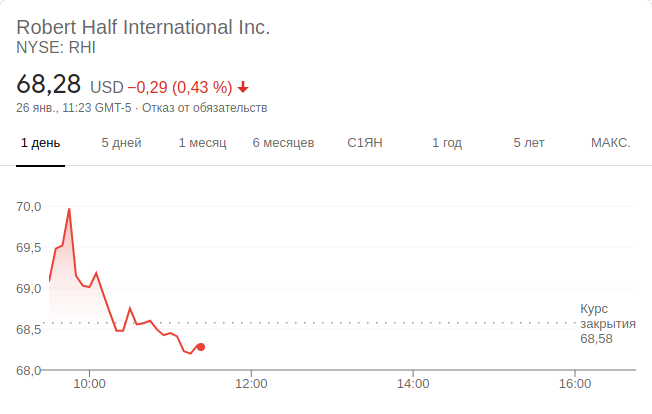 Robert Half International Inc.
NYSE: RHI
68,28 USD −0,29 (0,43 %)
26 янв., 11:23 GMT-5 · Отказ от обязательств
1 день 5 дней 1 месяц 6 месяцев С1ЯН 1 год 5 лет МАКС.
70,0
69,5
69,0
68,5
68,0
Курс
закрытия
68,58
10:00 12:00 14:00 16:00